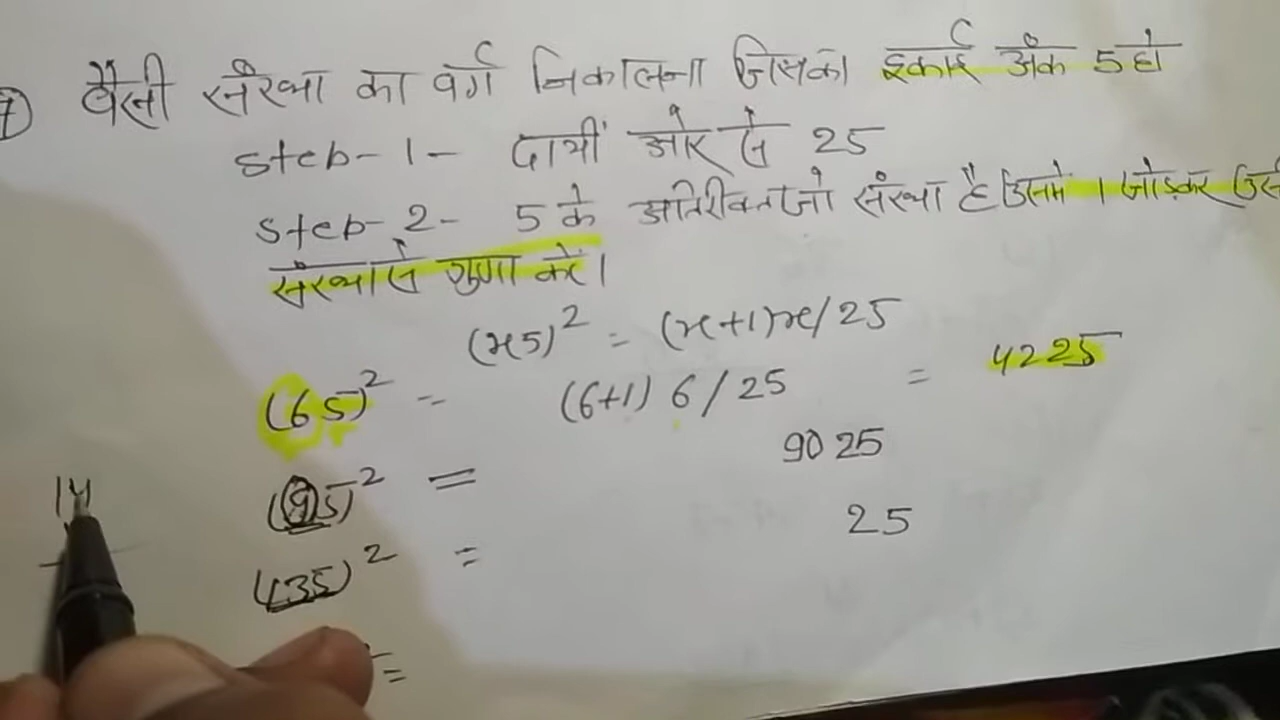 7 वैसी संख्या का वर्ग निकालना जिसका इकाई अंक 5 हो
Step-1- दायीं ओर से 25
Step-2- 5 के अतिरीक्त जो संख्या है उसमे 1 जोड़कर उसी
संख्या से गुणा करें।
(x5)² = (x+1)x/25
(65)² = (6+1) 6/25 = 4225
(95)² = 9025
(435)² = 25
14
=